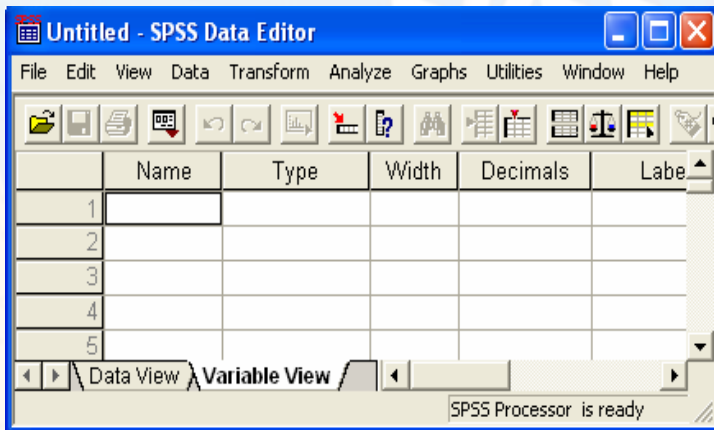 Untitled - SPSS Data Editor
File Edit View Data Transform Analyze Graphs Utilities Window Help
Name Type Width Decimals Labe
1
2
3
4
5
Data View Variable View
SPSS Processor is ready